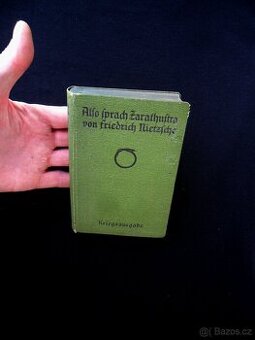 Also sprach Zarathustra
von Friedrich Nietzsche
Kriegsausgabe
Bazos.cz